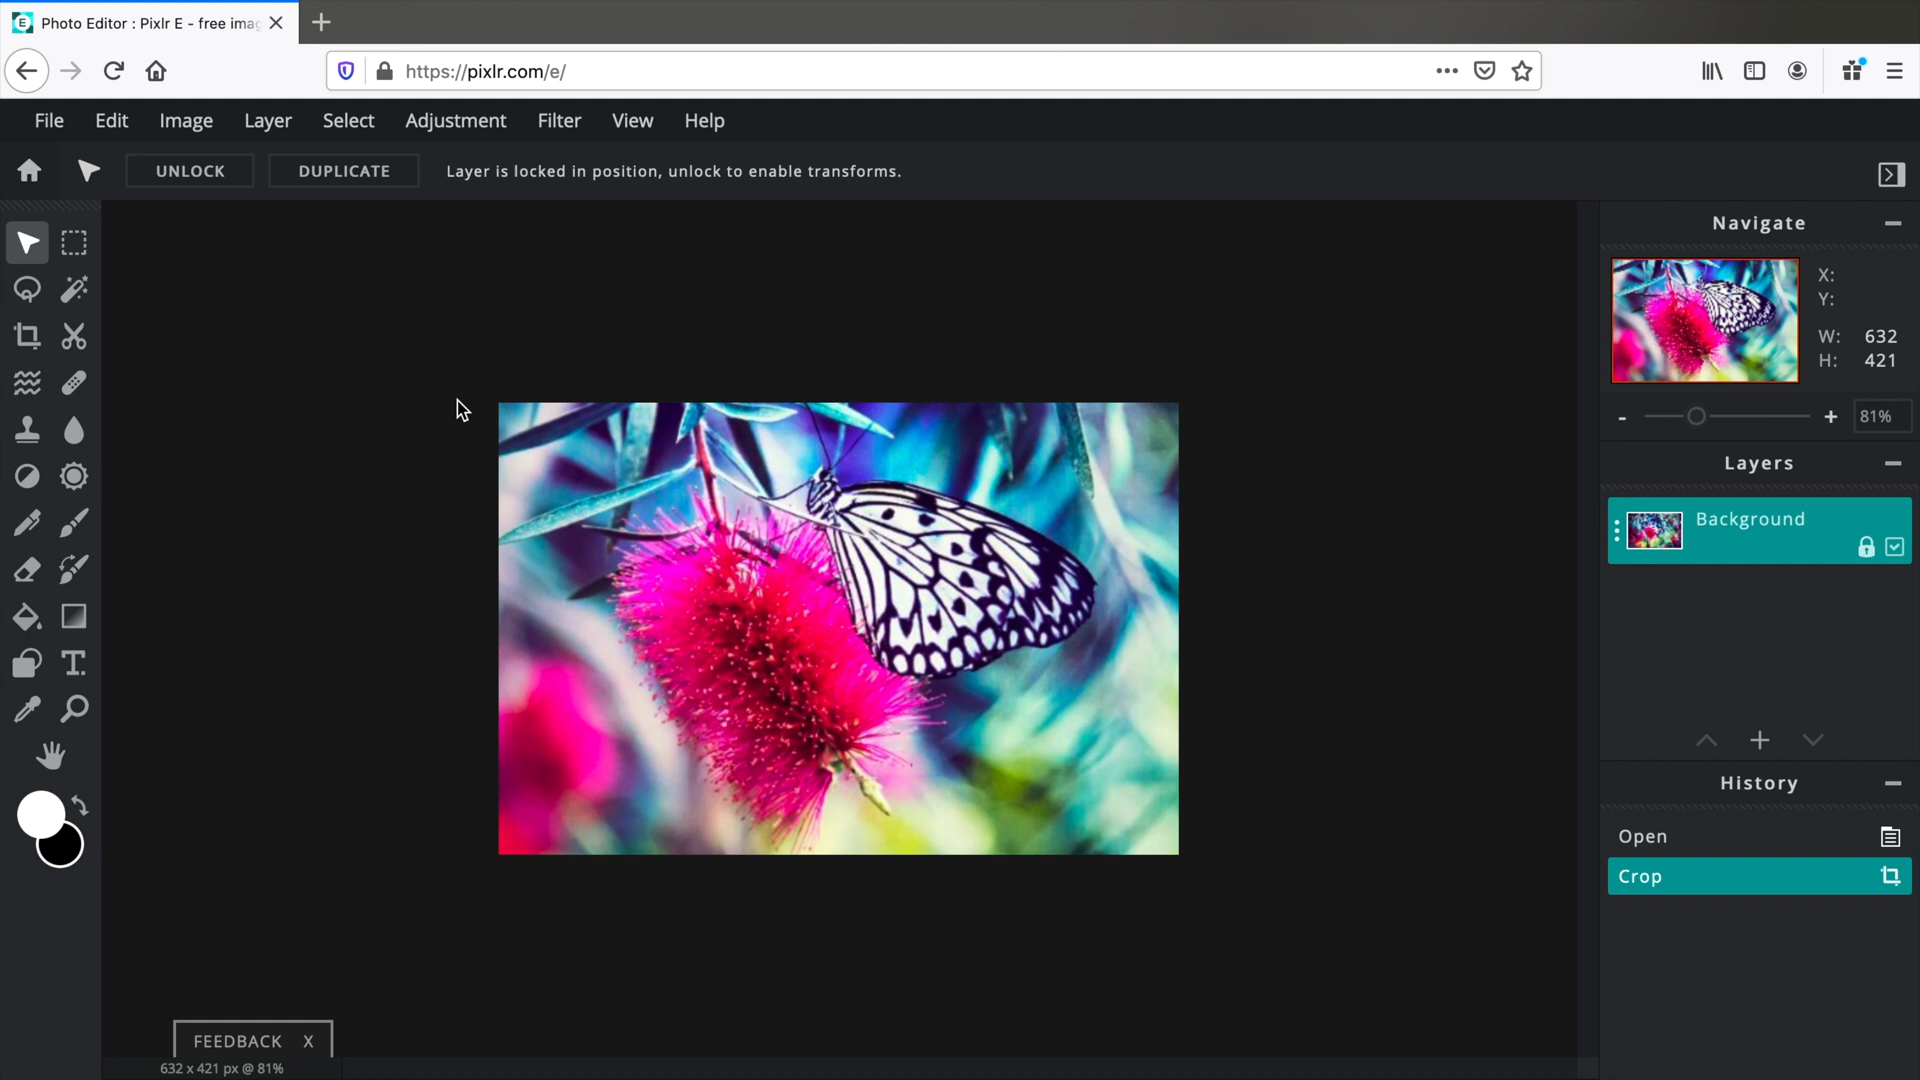 Photo Editor : Pixlr E - free imag
https://pixlr.com/e/
File Edit Image Layer Select Adjustment Filter View Help
UNLOCK DUPLICATE Layer is locked in position, unlock to enable transforms.
Navigate
X:
Y:
W: 632
H: 421
- + 81%
Layers
Background
History
Open
Crop
FEEDBACK X
632 x 421 px @ 81%